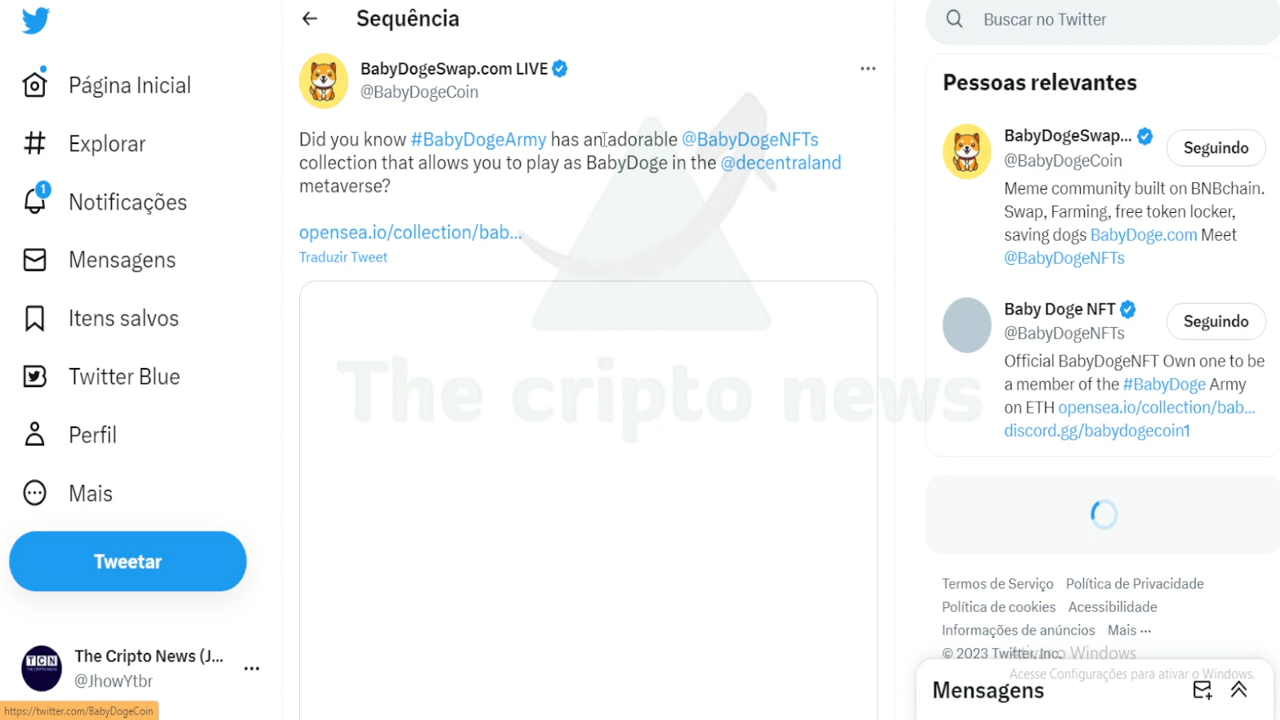 Sequência
Buscar no Twitter
Página Inicial
Explorar
1
Notificações
Mensagens
Itens salvos
Twitter Blue
Perfil
Mais
Tweetar
TCN
The Cripto News (J...
@JhowYtbr
https://twitter.com/BabyDogeCoin
BabyDogeSwap.com LIVE
@BabyDogeCoin
Did you know #BabyDogeArmy has an adorable @BabyDogeNFTs
collection that allows you to play as BabyDoge in the @decentraland
metaverse?
opensea.io/collection/bab...
Traduzir Tweet
The cripto news
Pessoas relevantes
BabyDogeSwap...
@BabyDogeCoin
Seguindo
Meme community built on BNBchain.
Swap, Farming, free token locker,
saving dogs BabyDoge.com Meet
@BabyDogeNFTs
Baby Doge NFT
@BabyDogeNFTs
Seguindo
Official BabyDogeNFT Own one to be
a member of the #BabyDoge Army
on ETH opensea.io/collection/bab...
discord.gg/babydogecoin1
Termos de Serviço Política de Privacidade
Política de cookies Acessibilidade
Informações de anúncios Mais ...
© 2023 Twitter, Inc.
Windows
Acesse Configurações para ativar o Windows.
Mensagens